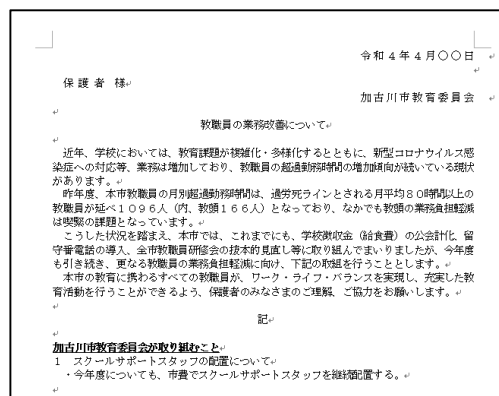 令和4年4月〇〇日
保護者 様
加古川市教育委員会
教職員の業務改善について
近年、学校においては、教育課題が複雑化・多様化するとともに、新型コロナウイルス感
染症への対応等、業務は増加しており、教職員の超過勤務時間の増加傾向が続いている現状
があります。
昨年度、本市教職員の月別超過勤務時間は、過労死ラインとされる月平均80時間以上の
教職員が延べ1096人（内、教頭166人）となっており、なかでも教頭の業務負担軽減
は喫緊の課題となっています。
こうした状況を踏まえ、本市では、これまでにも、学校徴収金（給食費）の公会計化、留
守番電話の導入、全市教職員研修会の抜本的見直し等に取り組んでまいりましたが、今年度
も引き続き、更なる教職員の業務負担軽減に向け、下記の取組を行うこととします。
本市の教育に携わるすべての教職員が、ワーク・ライフ・バランスを実現し、充実した教
育活動を行うことができるよう、保護者のみなさまのご理解、ご協力をお願いします。
記
加古川市教育委員会が取り組むこと
1 スクールサポートスタッフの配置について
・今年度についても、市費でスクールサポートスタッフを継続配置する。